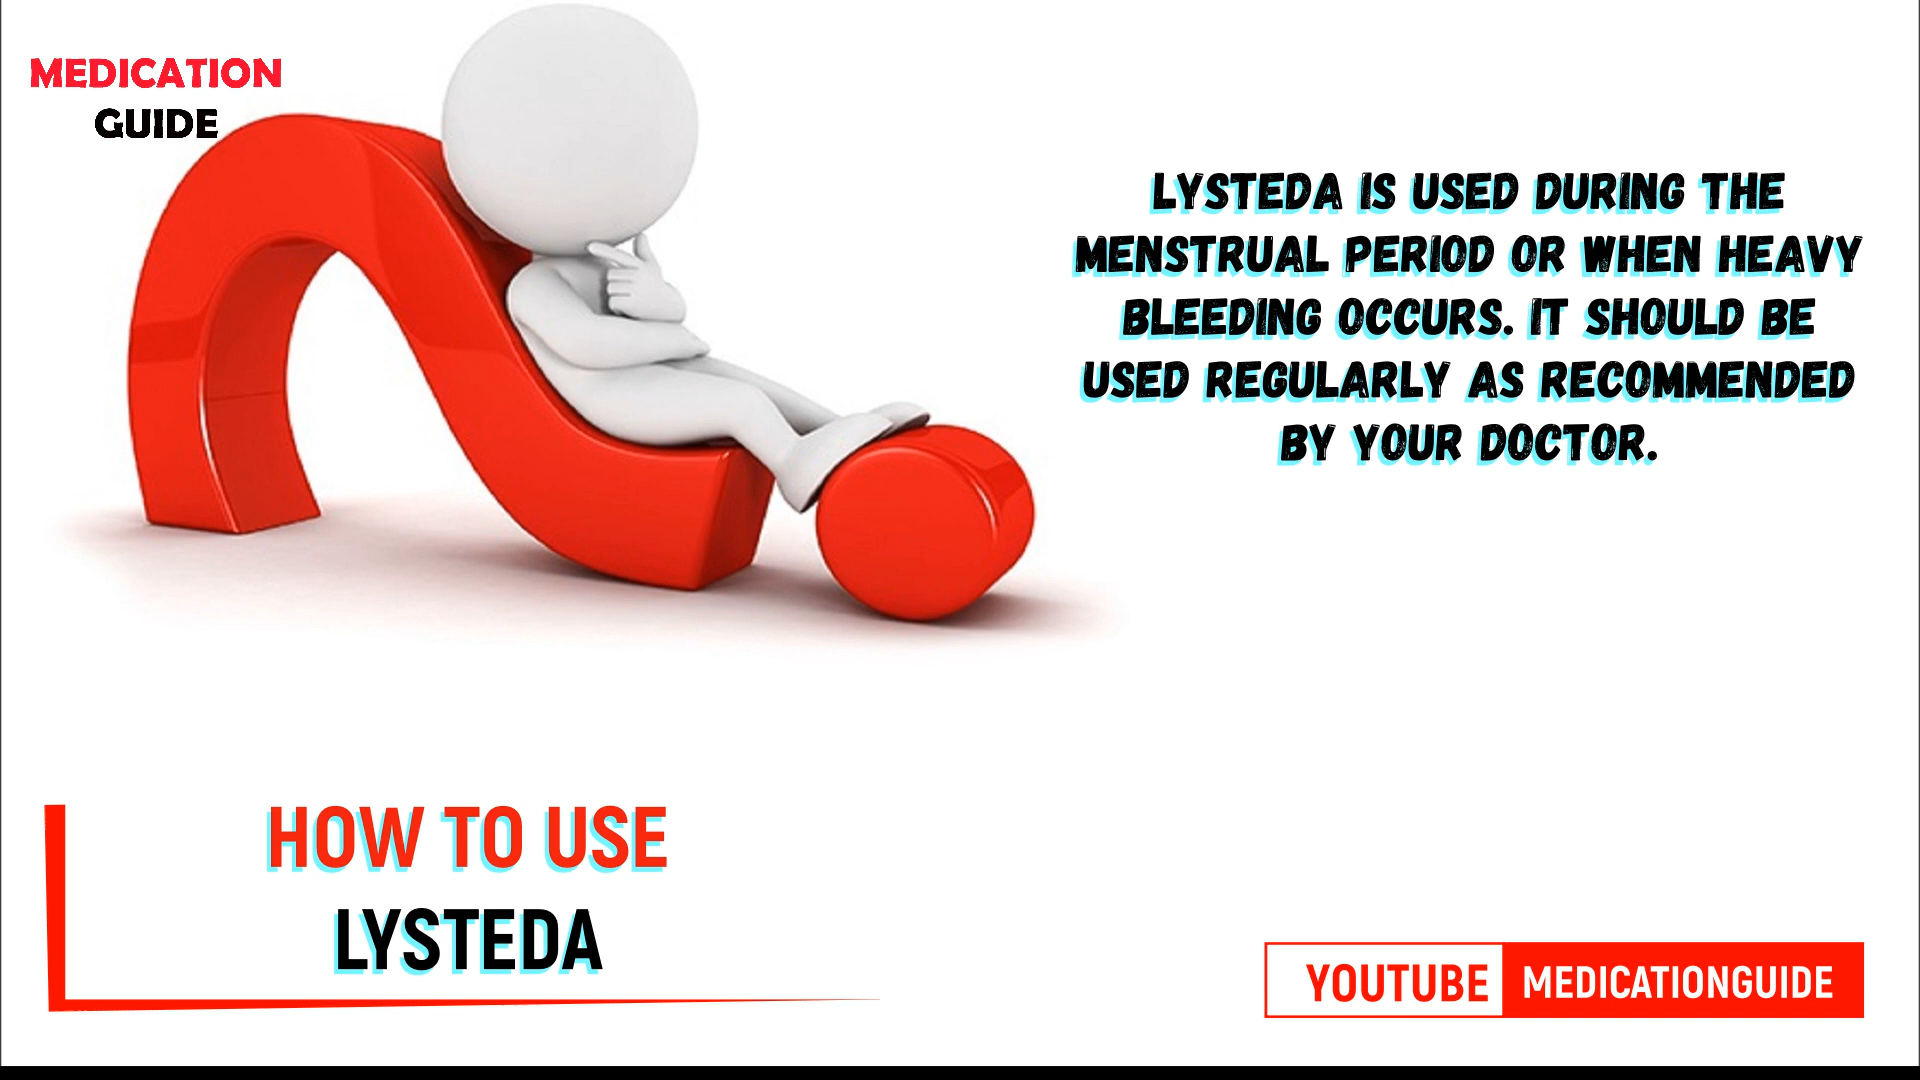 MEDICATION
GUIDE
LYSTEDA IS USED DURING THE
MENSTRUAL PERIOD OR WHEN HEAVY
BLEEDING OCCURS. IT SHOULD BE
USED REGULARLY AS RECOMMENDED
BY YOUR DOCTOR.
HOW TO USE
LYSTEDA
YOUTUBE MEDICATIONGUIDE